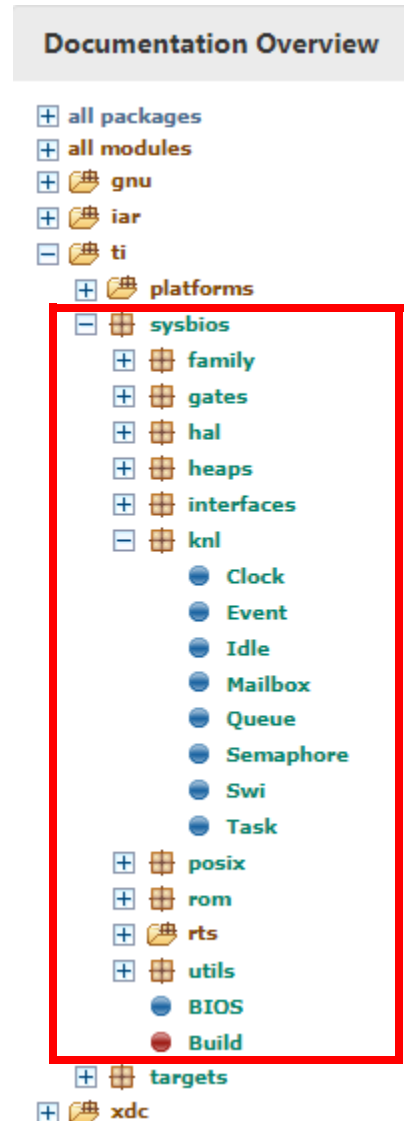 Documentation Overview
all packages
all modules
gnu
iar
ti
platforms
sysbios
family
gates
hal
heaps
interfaces
knl
Clock
Event
Idle
Mailbox
Queue
Semaphore
Swi
Task
posix
rom
rts
utils
BIOS
Build
targets
xdc